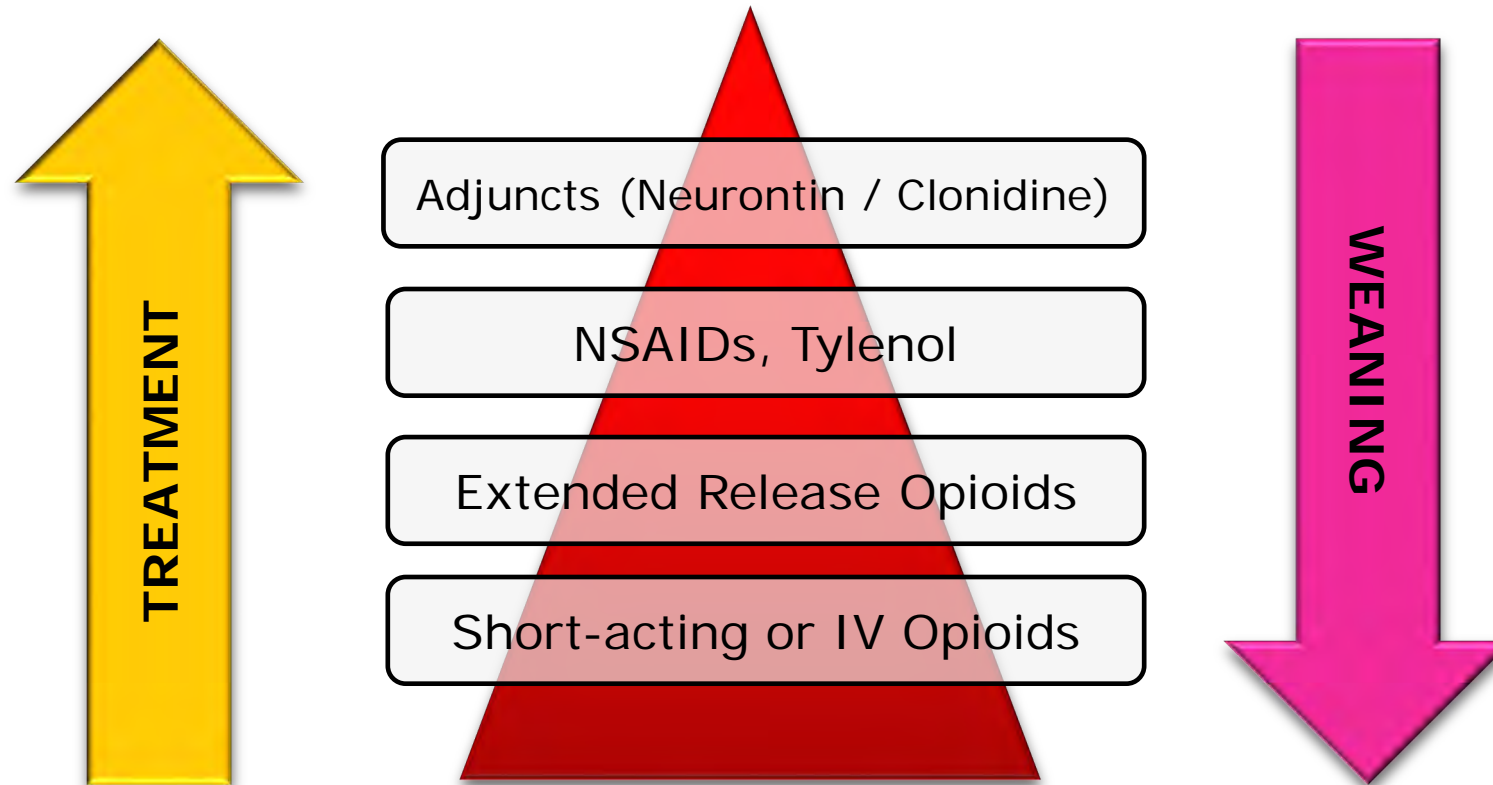 TREATMENT
Adjuncts (Neurontin / Clonidine)
NSAIDs, Tylenol
Extended Release Opioids
Short-acting or IV Opioids
WEANING